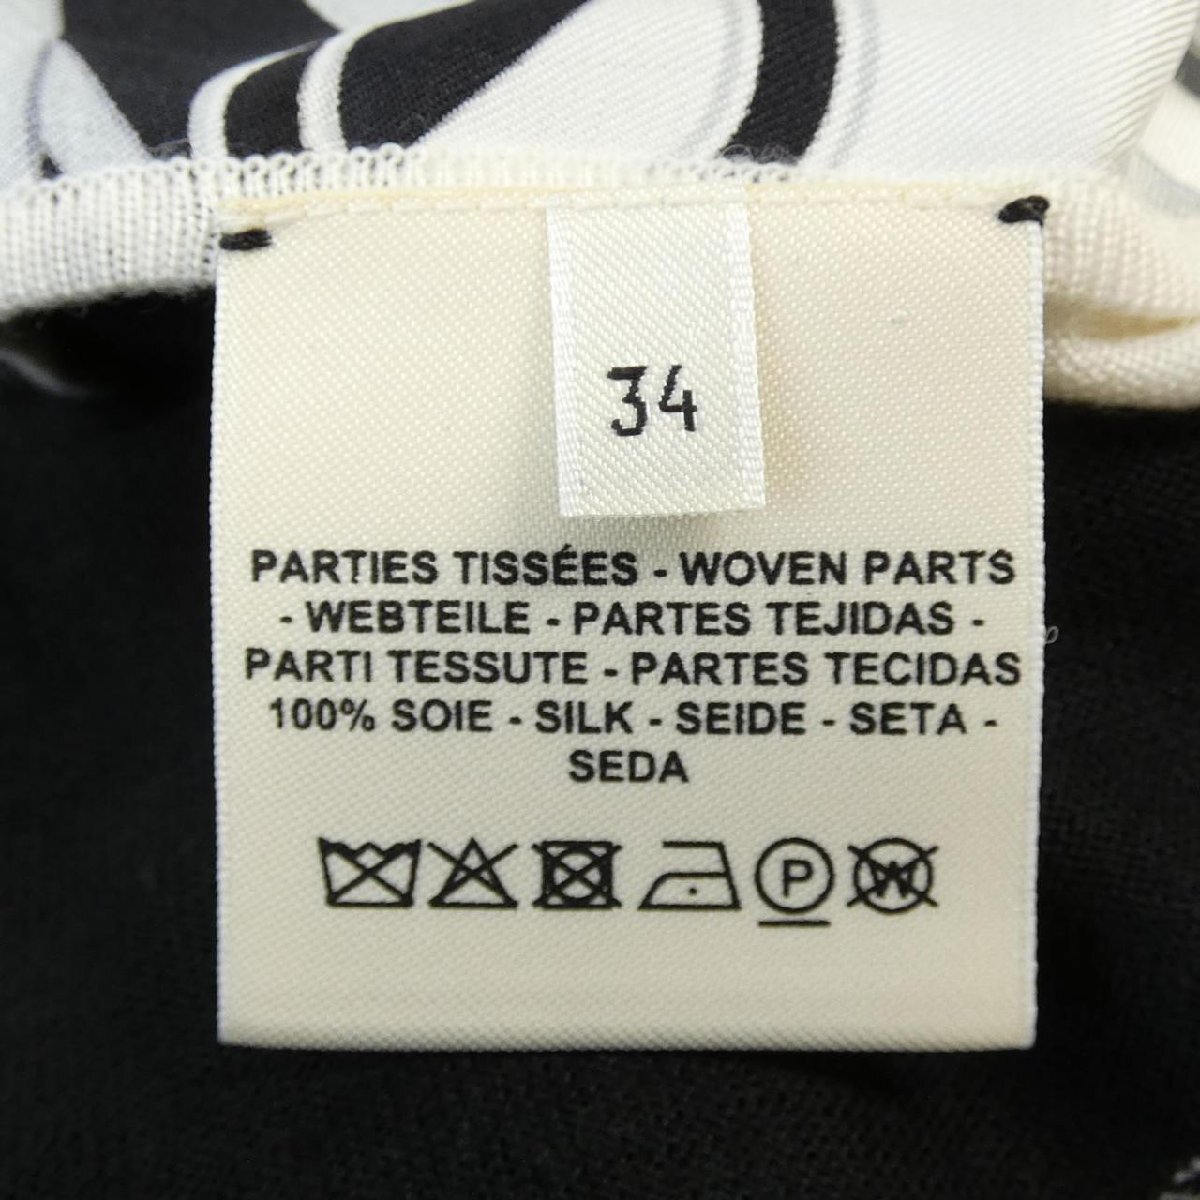 34
PARTIES TISSÉES - WOVEN PARTS
- WEBTEILE - PARTES TEJIDAS -
PARTI TESSUTE - PARTES TECIDAS
100% SOIE - SILK - SEIDE - SETA -
SEDA
P W